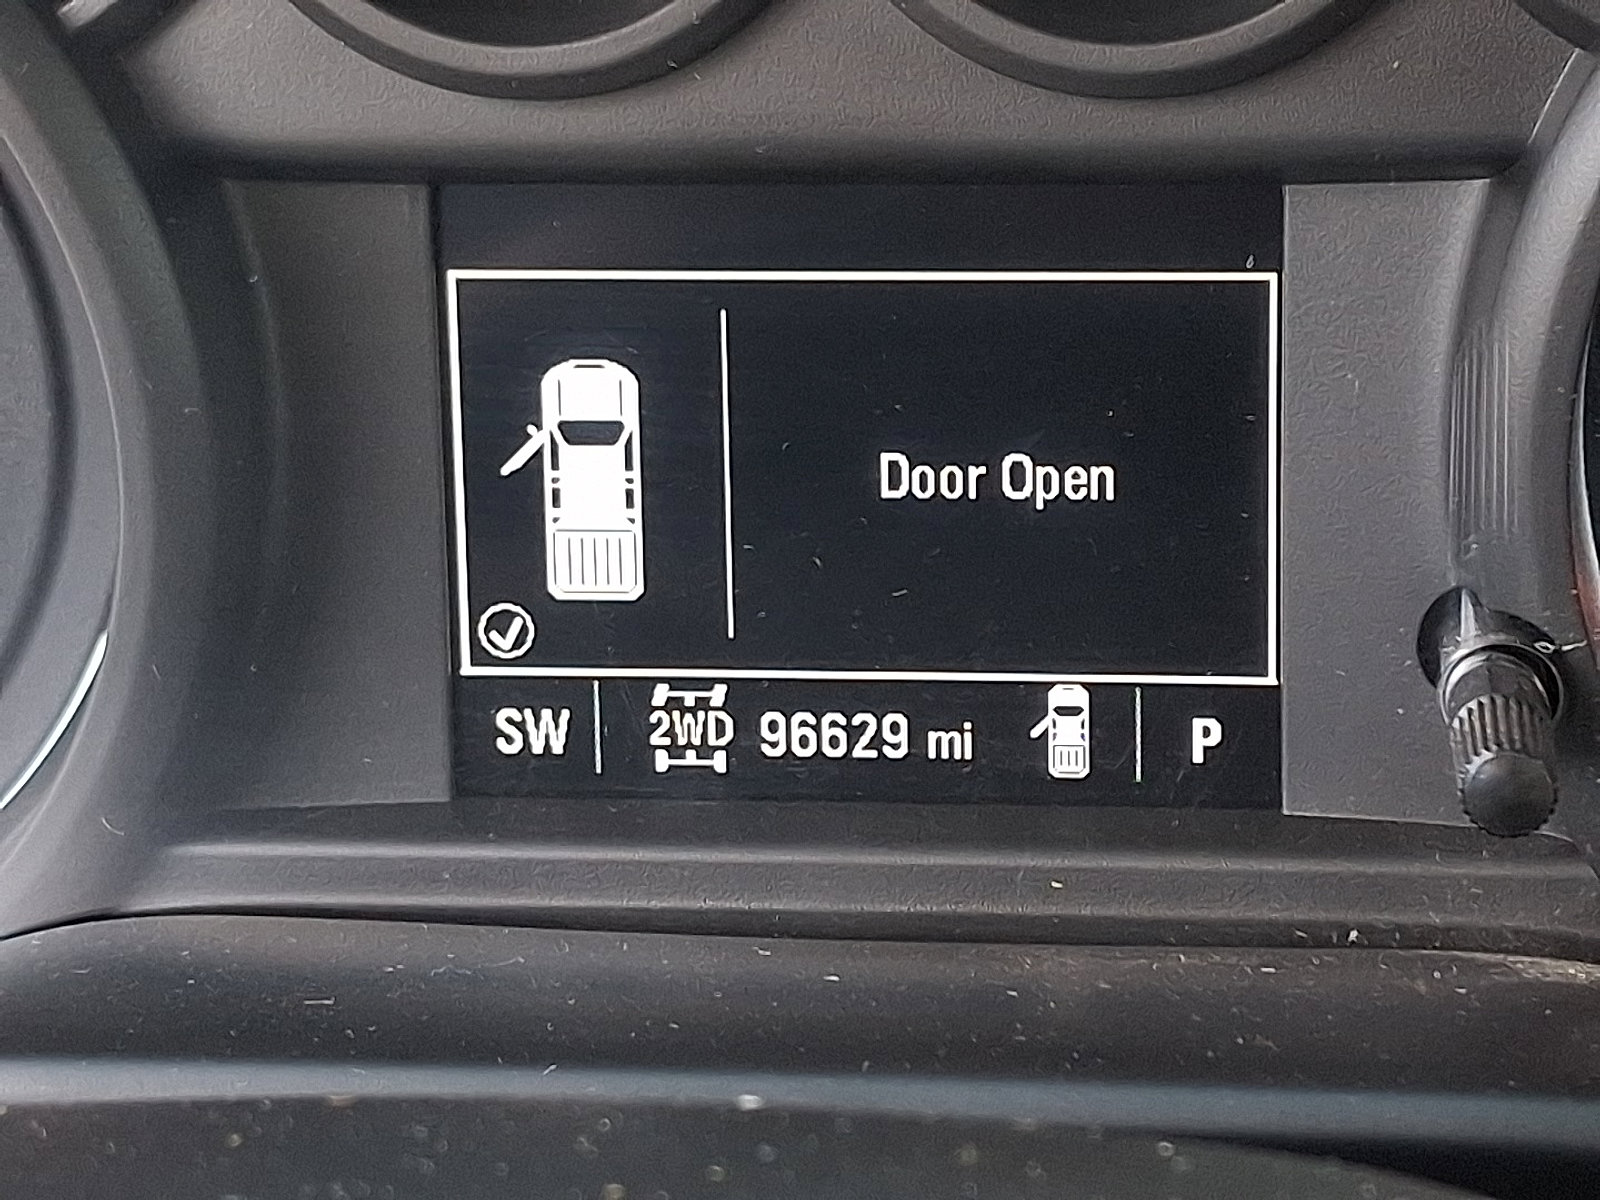 Door Open
SW 2WD 96629 mi P